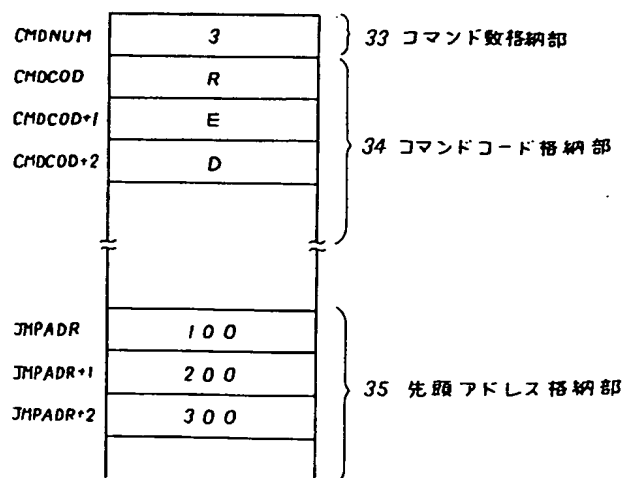 CMDNUM 3 33 コマンド数格納部
CMDCOD R
CMDCOD+1 E
34 コマンドコード格納部
CMDCOD+2 D
JMPADR 100
JMPADR+1 200
35 先頭アドレス格納部
JMPADR+2 300